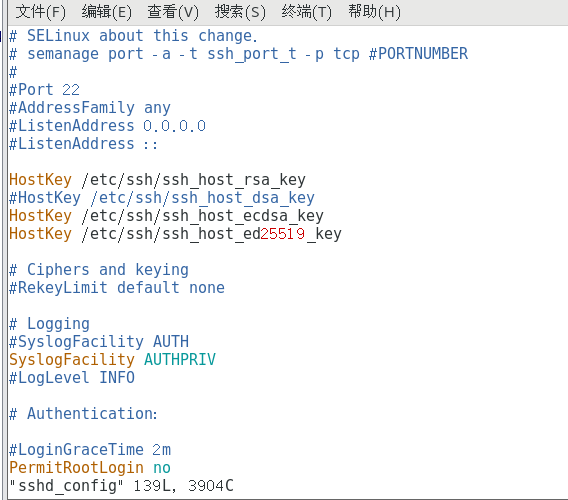 文件(F) 编辑(E) 查看(V) 搜索(S) 终端(T) 帮助(H)
# SELinux about this change.
# semanage port -a -t ssh_port_t -p tcp #PORTNUMBER
#
#Port 22
#AddressFamily any
#ListenAddress 0.0.0.0
#ListenAddress ::
HostKey /etc/ssh/ssh_host_rsa_key
#HostKey /etc/ssh/ssh_host_dsa_key
HostKey /etc/ssh/ssh_host_ecdsa_key
HostKey /etc/ssh/ssh_host_ed25519_key
# Ciphers and keying
#RekeyLimit default none
# Logging
#SyslogFacility AUTH
SyslogFacility AUTHPRIV
#LogLevel INFO
# Authentication:
#LoginGraceTime 2m
PermitRootLogin no
"sshd_config" 139L, 3904C